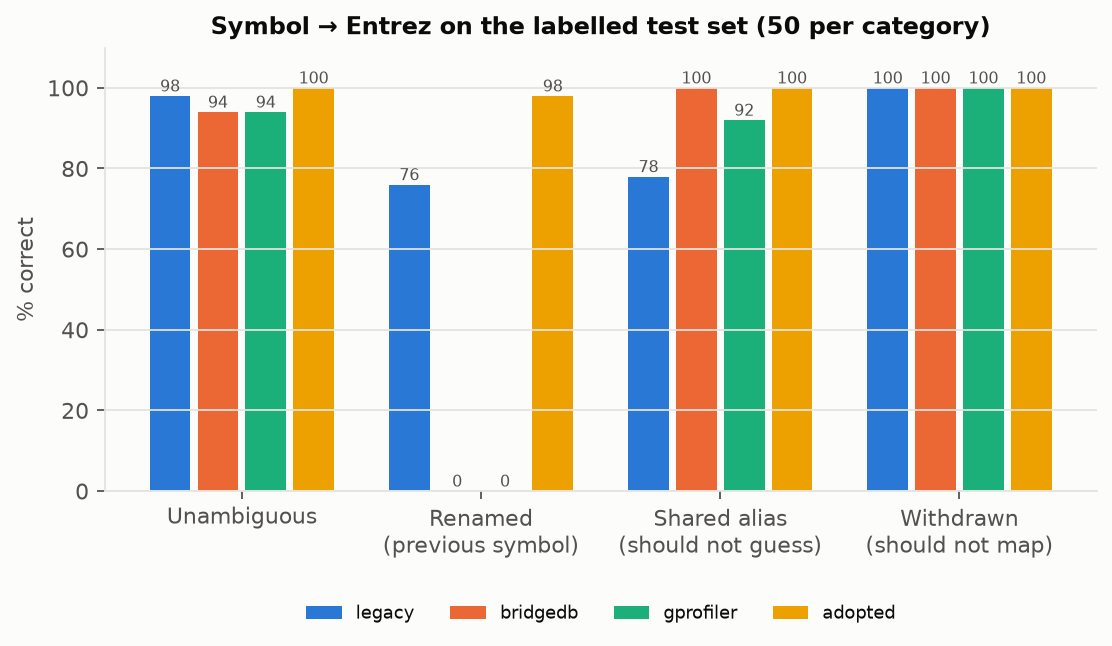 Symbol → Entrez on the labelled test set (50 per category)
% correct
100
80
60
40
20
0
98
94
94
100
76
0
0
98
78
100
92
100
100
100
100
100
Unambiguous
Renamed
(previous symbol)
Shared alias
(should not guess)
Withdrawn
(should not map)
legacy
bridgedb
gprofiler
adopted